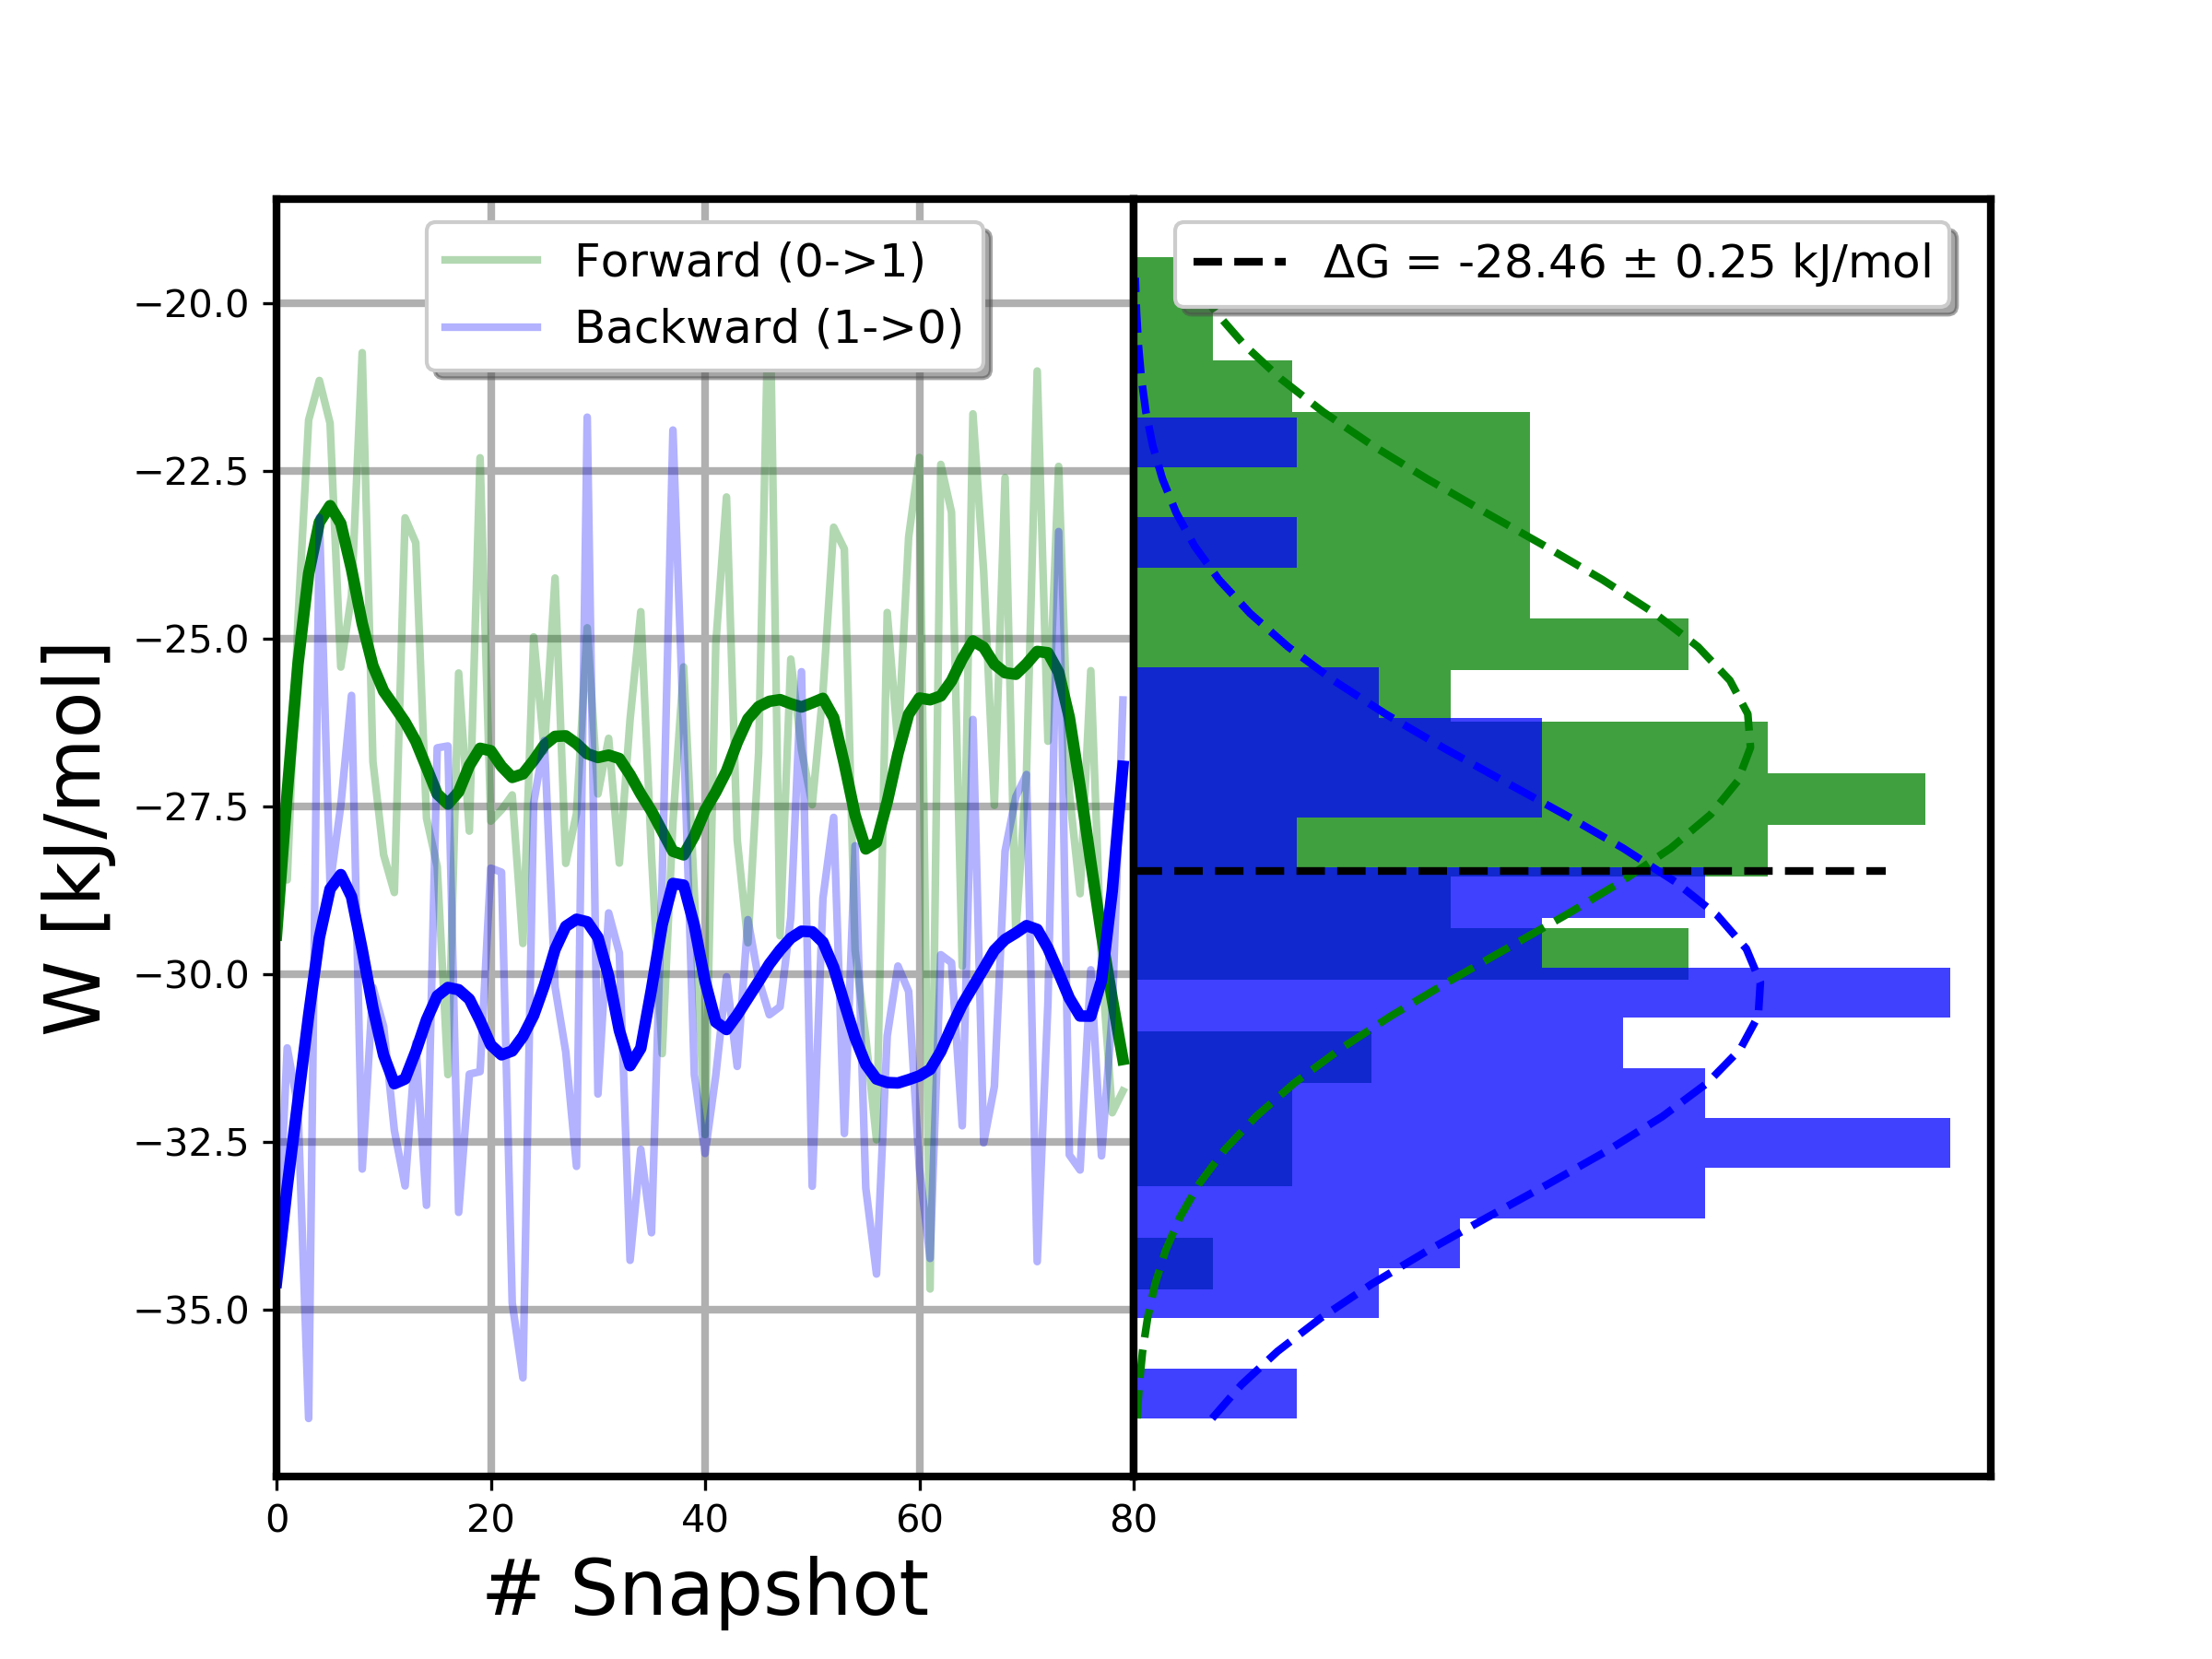 Forward (0->1)
Backward (1->0)
ΔG = -28.46 ± 0.25 kJ/mol
W [kJ/mol]
−20.0
−22.5
−25.0
−27.5
−30.0
−32.5
−35.0
0 20 40 60 80
# Snapshot